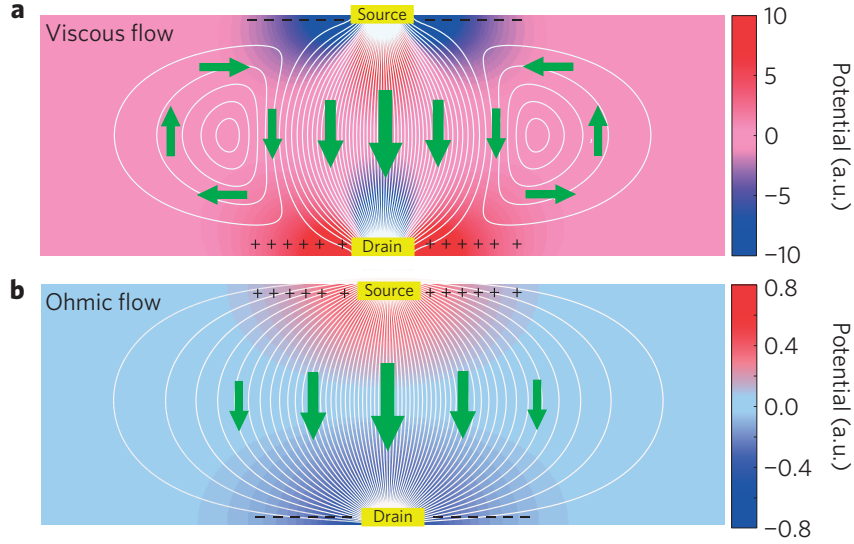 a
Viscous flow
Source
Drain
+ + + + + + + + + + + +
10
5
0
−5
−10
Potential (a.u.)
b
Ohmic flow
Source
+ + + + + + + + + + + +
Drain
0.8
0.4
0.0
−0.4
−0.8
Potential (a.u.)